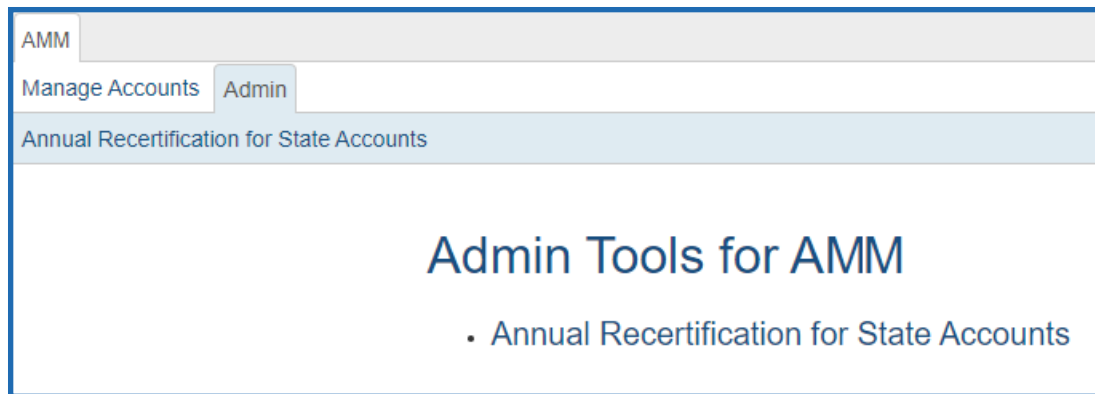 AMM
Manage Accounts Admin
Annual Recertification for State Accounts
Admin Tools for AMM
• Annual Recertification for State Accounts